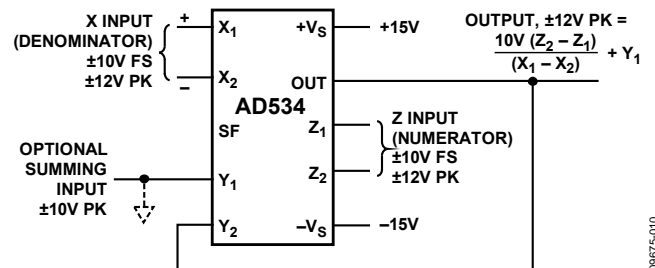 X INPUT
(DENOMINATOR)
±10V FS
±12V PK
+
–
OPTIONAL
SUMMING
INPUT
±10V PK
X1
X2
SF
Y1
Y2
AD534
+VS
OUT
Z1
Z2
–VS
+15V
Z INPUT
(NUMERATOR)
±10V FS
±12V PK
–15V
OUTPUT, ±12V PK =
10V (Z2 – Z1)
(X1 – X2)
+ Y1
09675-010